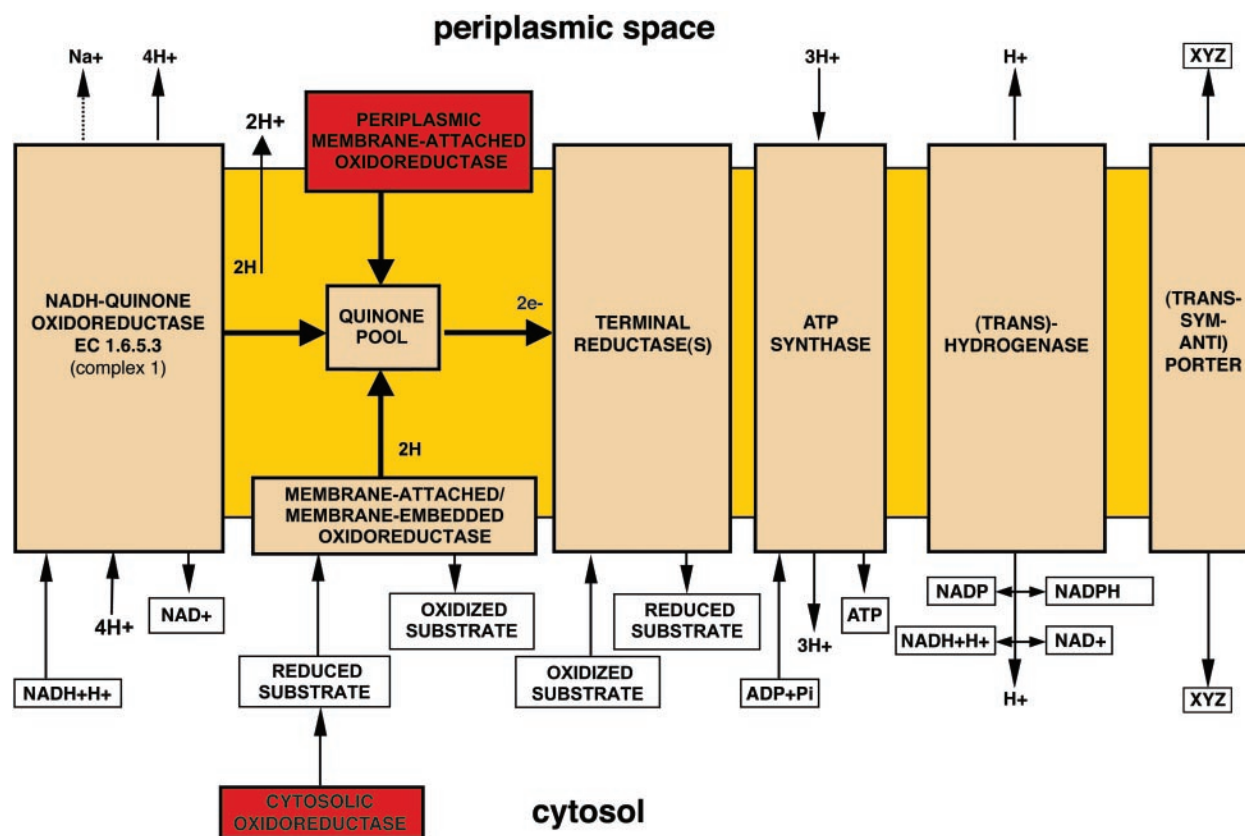 periplasmic space
Na+
4H+
3H+
H+
XYZ
2H+
PERIPLASMIC
MEMBRANE-ATTACHED
OXIDOREDUCTASE
2H
NADH-QUINONE
OXIDOREDUCTASE
EC 1.6.5.3
(complex 1)
QUINONE
POOL
2e-
TERMINAL
REDUCTASE(S)
ATP
SYNTHASE
(TRANS)-
HYDROGENASE
(TRANS-
SYM-
ANTI)
PORTER
2H
MEMBRANE-ATTACHED/
MEMBRANE-EMBEDDED
OXIDOREDUCTASE
NADH+H+
4H+
NAD+
REDUCED
SUBSTRATE
OXIDIZED
SUBSTRATE
OXIDIZED
SUBSTRATE
REDUCED
SUBSTRATE
ADP+Pi
3H+
ATP
NADP
NADPH
NADH+H+
NAD+
H+
XYZ
CYTOSOLIC
OXIDOREDUCTASE
cytosol